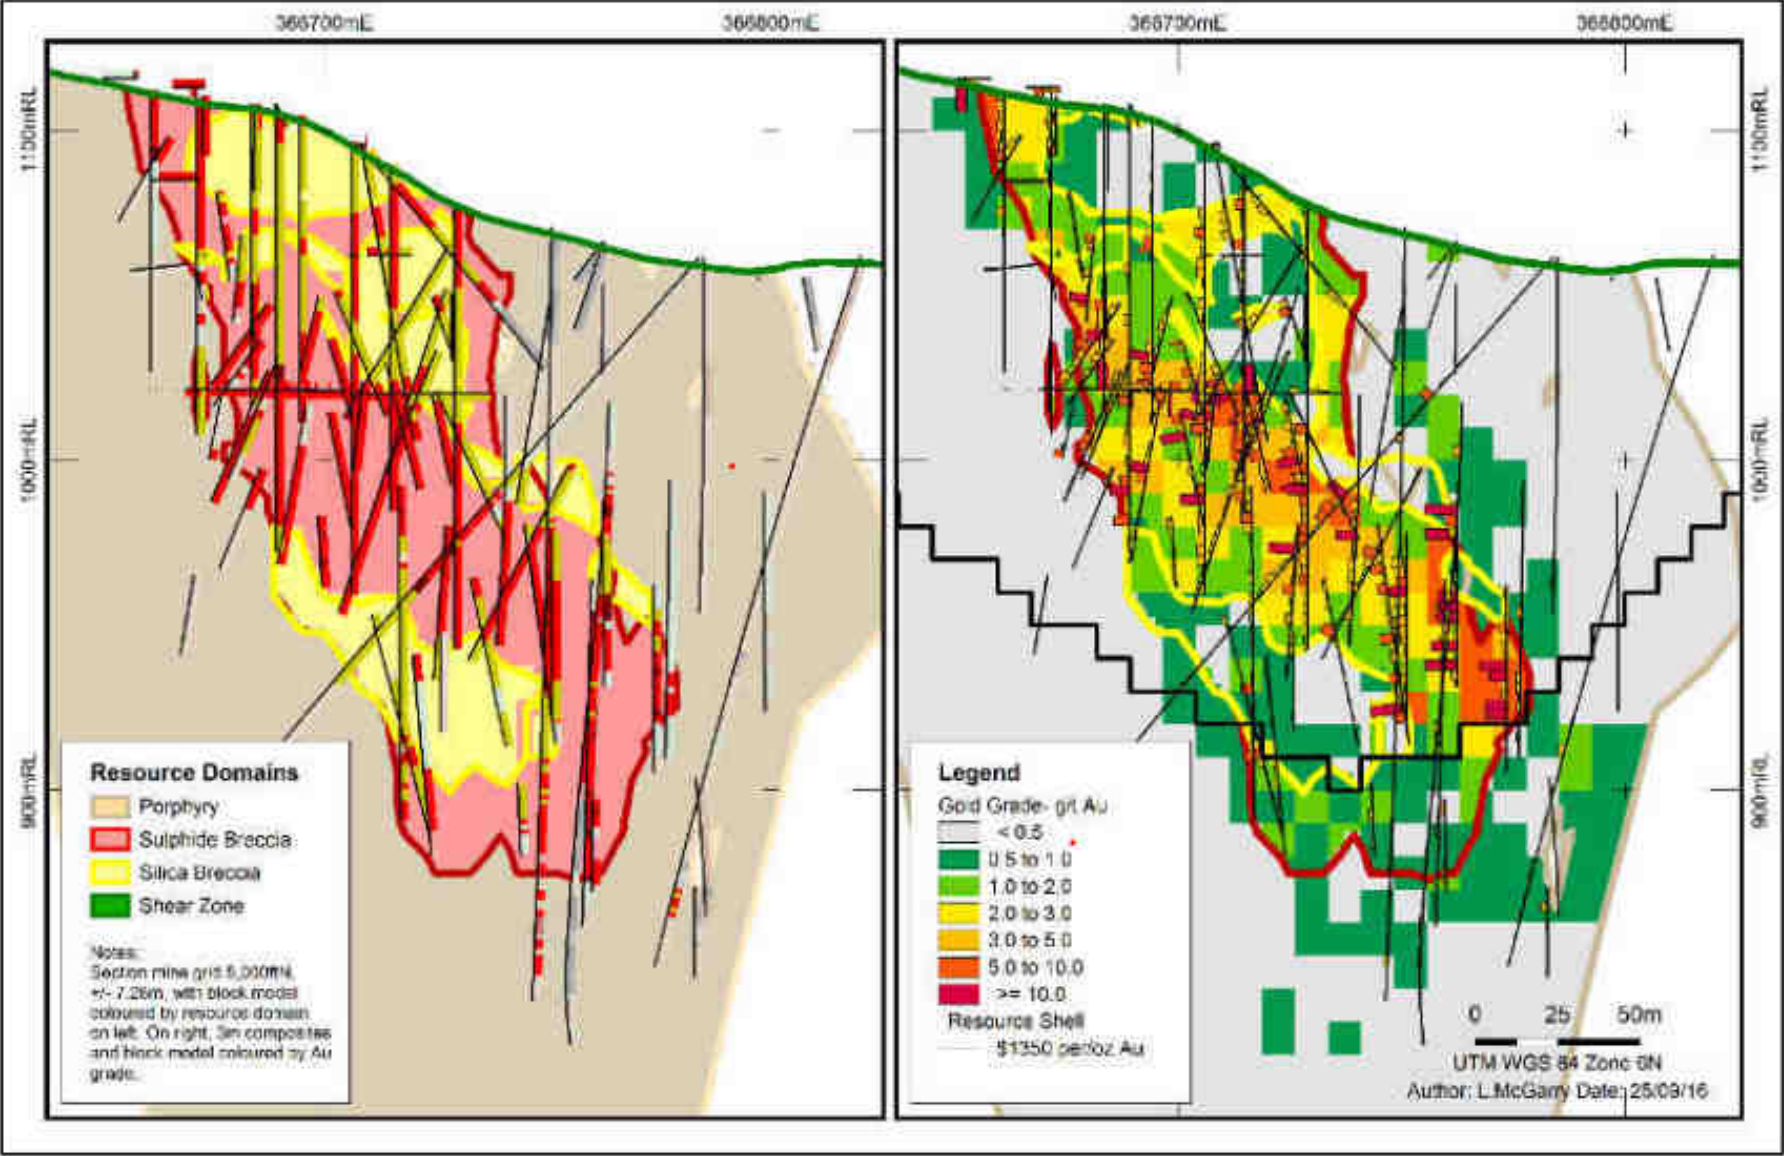 366700mE
366800mE
366700mE
366800mE
1100mRL
1000mRL
900mRL
1100mRL
1000mRL
900mRL
Resource Domains
Porphyry
Sulphide Breccia
Silica Breccia
Shear Zone
Notes:
Section mine grid 5,000ftN,
+/- 7.26m, with block model
coloured by resource domain
on left. On right, 3m composites
and block model coloured by Au
grade.
Legend
Gold Grade- g/t Au
< 0.5
0.5 to 1.0
1.0 to 2.0
2.0 to 3.0
3.0 to 5.0
5.0 to 10.0
>= 10.0
Resource Shell
$1350 per/oz Au
0 25 50m
UTM WGS 84 Zone 6N
Author: L.McGarry Date: 25/09/16